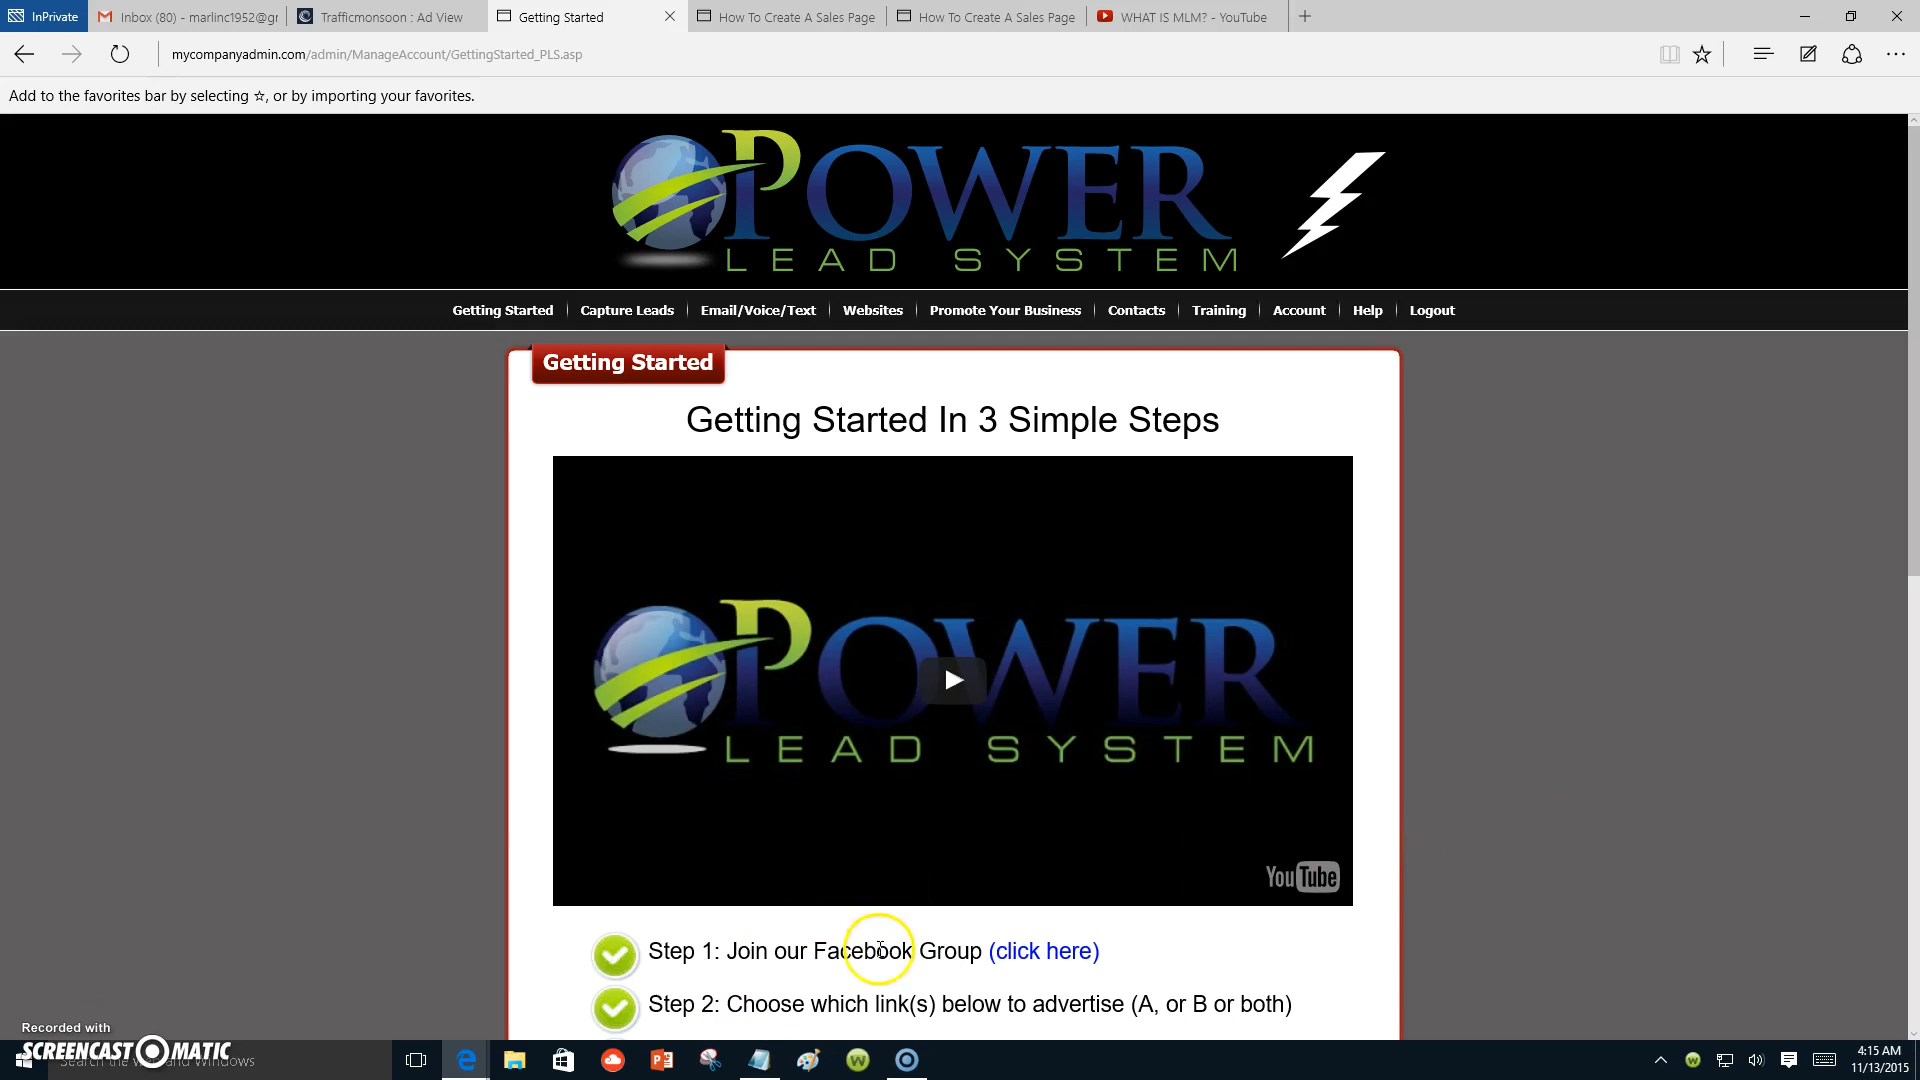 InPrivate
Inbox (80) - marlinc1952@gr
Trafficmonsoon : Ad View
Getting Started
How To Create A Sales Page
How To Create A Sales Page
WHAT IS MLM? - YouTube
mycompanyadmin.com/admin/ManageAccount/GettingStarted_PLS.asp
Add to the favorites bar by selecting ☆, or by importing your favorites.
POWER
LEAD SYSTEM
Getting Started
Capture Leads
Email/Voice/Text
Websites
Promote Your Business
Contacts
Training
Account
Help
Logout
Getting Started
Getting Started In 3 Simple Steps
POWER
LEAD SYSTEM
YouTube
Step 1: Join our Facebook Group (click here)
Step 2: Choose which link(s) below to advertise (A, or B or both)
Recorded with
SCREENCAST-O-MATIC
Search the web and Windows
4:15 AM
11/13/2015